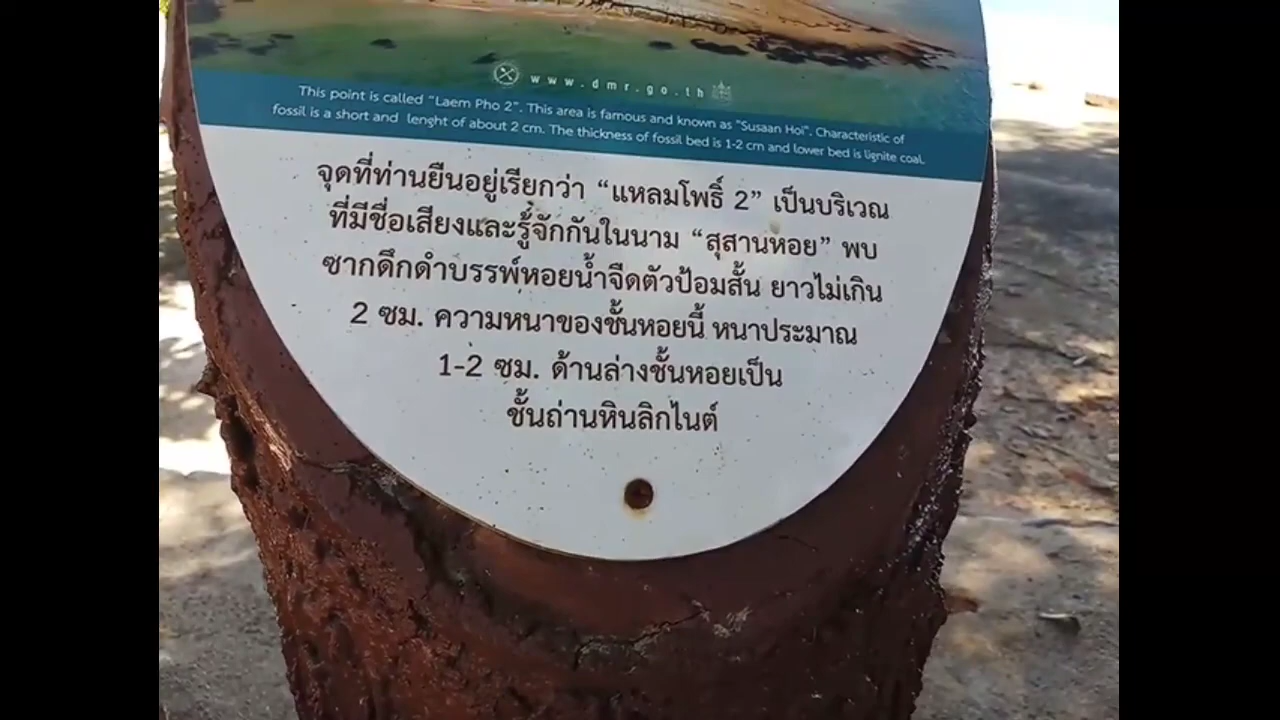 www.dmr.go.th
This point is called "Laem Pho 2". This area is famous and known as "Susaan Hoi". Characteristic of
fossil is a short and lenght of about 2 cm. The thickness of fossil bed is 1-2 cm and lower bed is lignite coal.
จุดที่ท่านยืนอยู่เรียกว่า “แหลมโพธิ์ 2” เป็นบริเวณ
ที่มีชื่อเสียงและรู้จักกันในนาม “สุสานหอย” พบ
ซากดึกดำบรรพ์หอยน้ำจืดตัวป้อมสั้น ยาวไม่เกิน
2 ซม. ความหนาของชั้นหอยนี้ หนาประมาณ
1-2 ซม. ด้านล่างชั้นหอยเป็น
ชั้นถ่านหินลิกไนต์